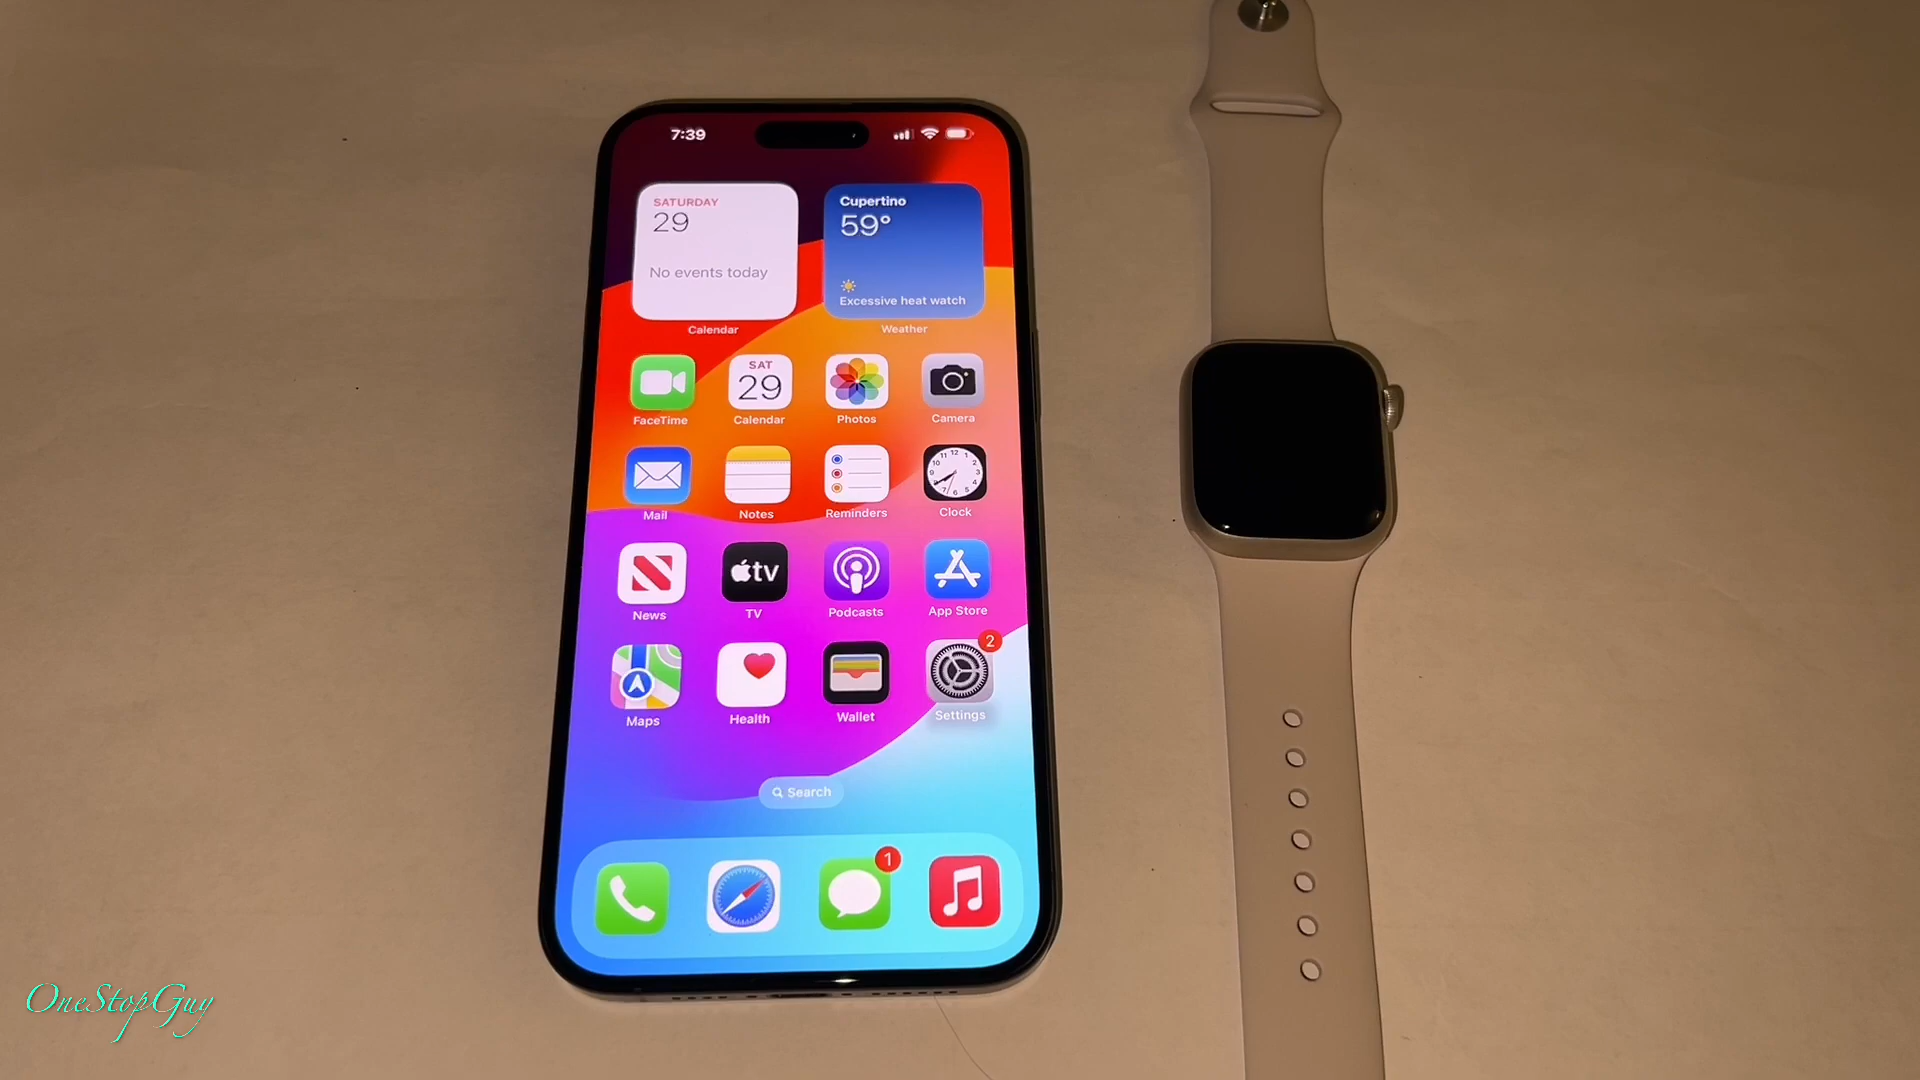 7:39
SATURDAY
29
No events today
Calendar
Cupertino
59°
Excessive heat watch
Weather
FaceTime
SAT
29
Calendar
Photos
Camera
Mail
Notes
Reminders
Clock
News
tv
TV
Podcasts
App Store
Maps
Health
Wallet
2
Settings
Search
1
OneStopGuy